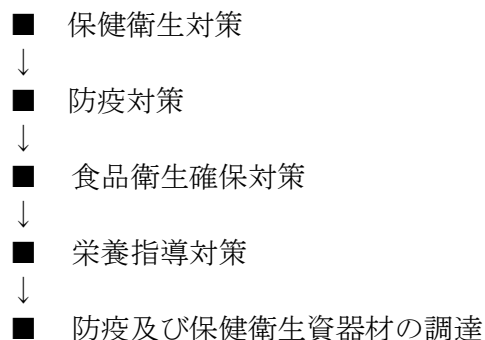 ■ 保健衛生対策
↓
■ 防疫対策
↓
■ 食品衛生確保対策
↓
■ 栄養指導対策
↓
■ 防疫及び保健衛生資器材の調達